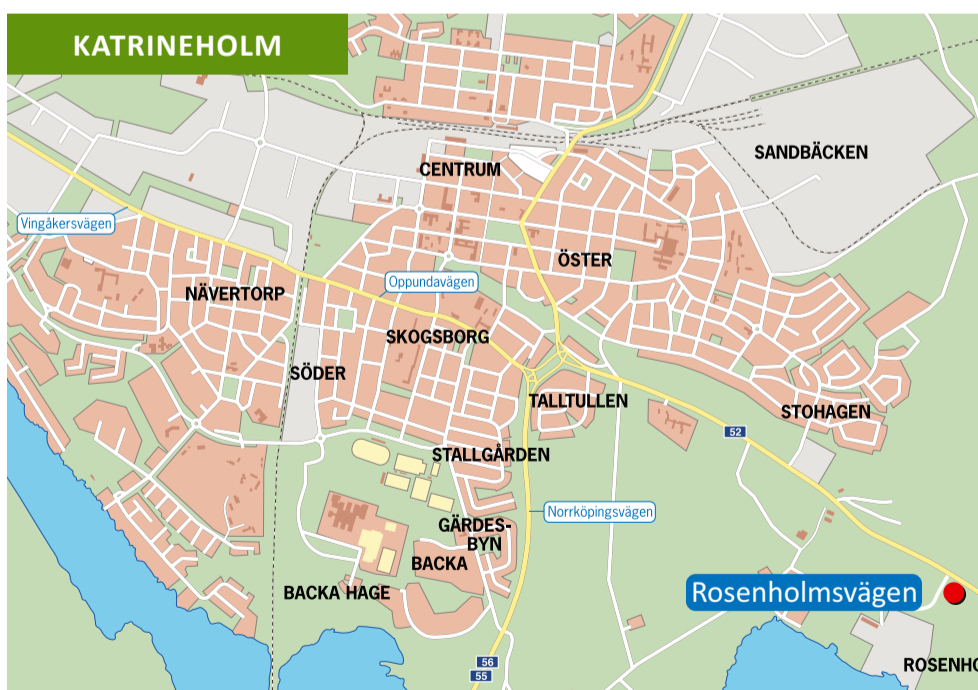 KATRINEHOLM
SANDBÄCKEN
CENTRUM
Vingåkersvägen
ÖSTER
Oppundavägen
NÄVERTORP
SKOGSBORG
SÖDER
TALLTULLEN
STOHAGEN
52
STALLGÅRDEN
Norrköpingsvägen
GÄRDES-
BYN
BACKA
BACKA HAGE
Rosenholmsvägen
56
55
ROSENHO